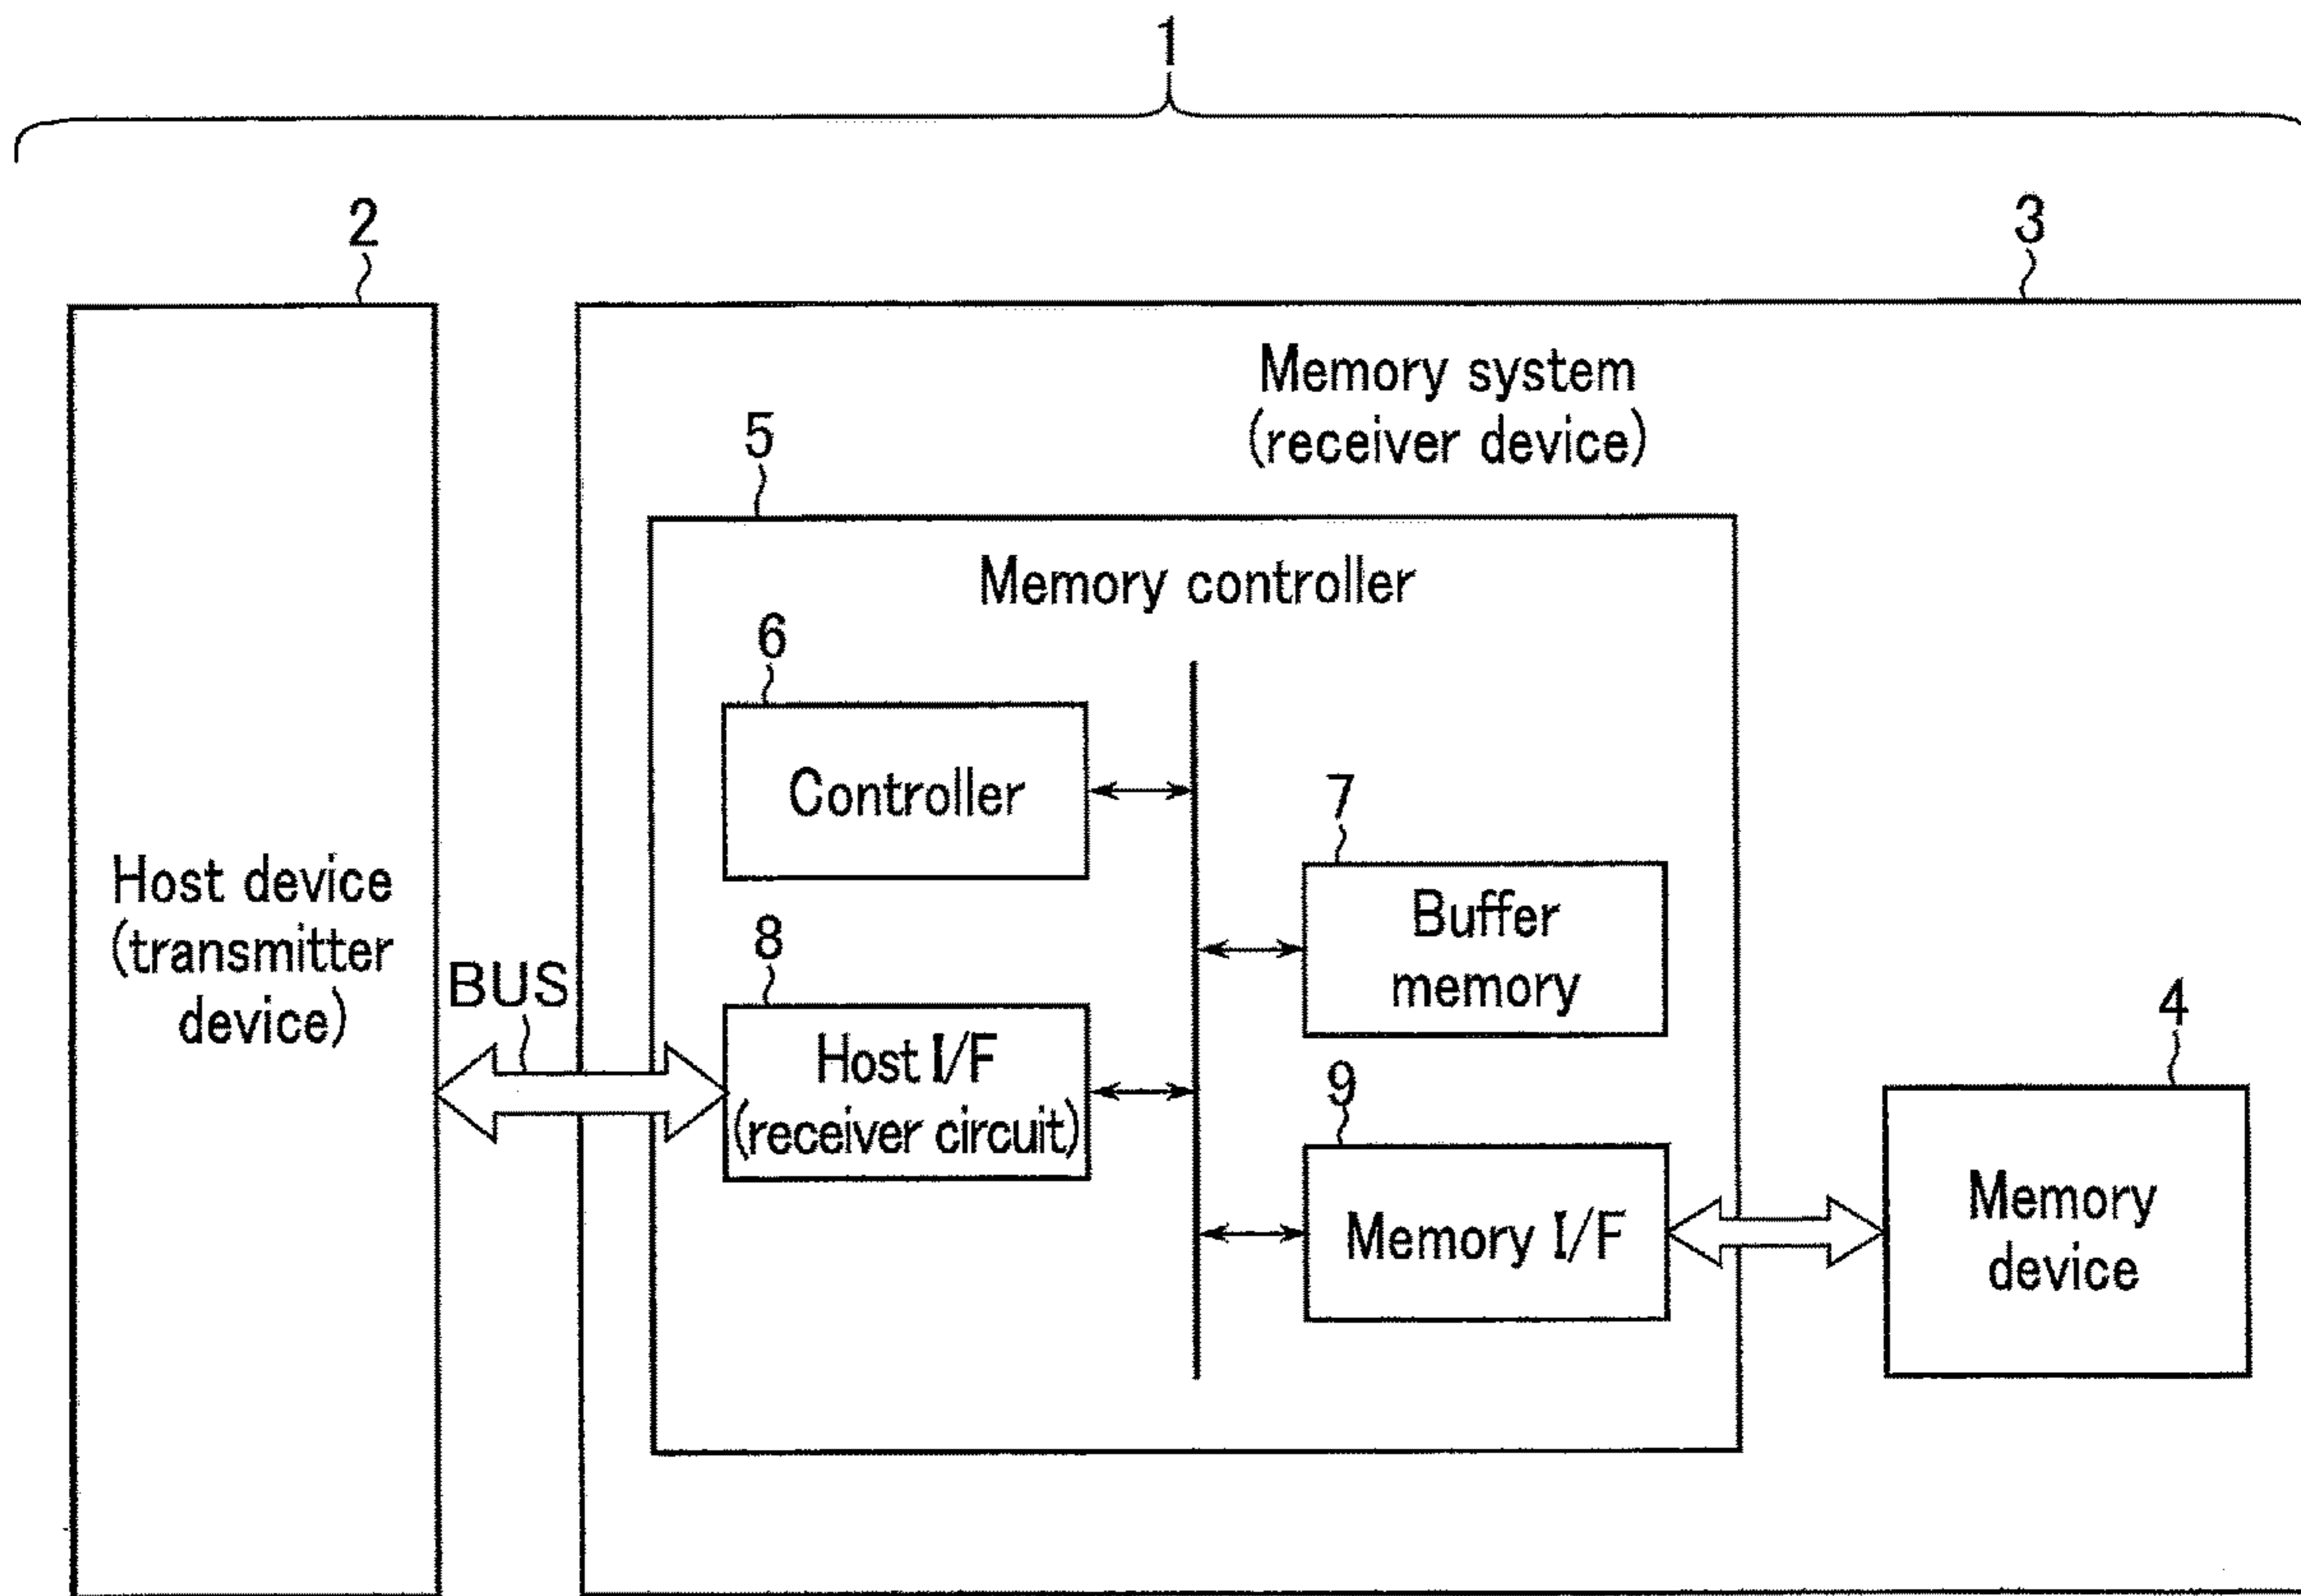 1
2
3
Memory system
(receiver device)
5
Memory controller
6
Controller
7
Buffer
memory
Host device
(transmitter
device)
BUS
8
Host I/F
(receiver circuit)
9
Memory I/F
4
Memory
device